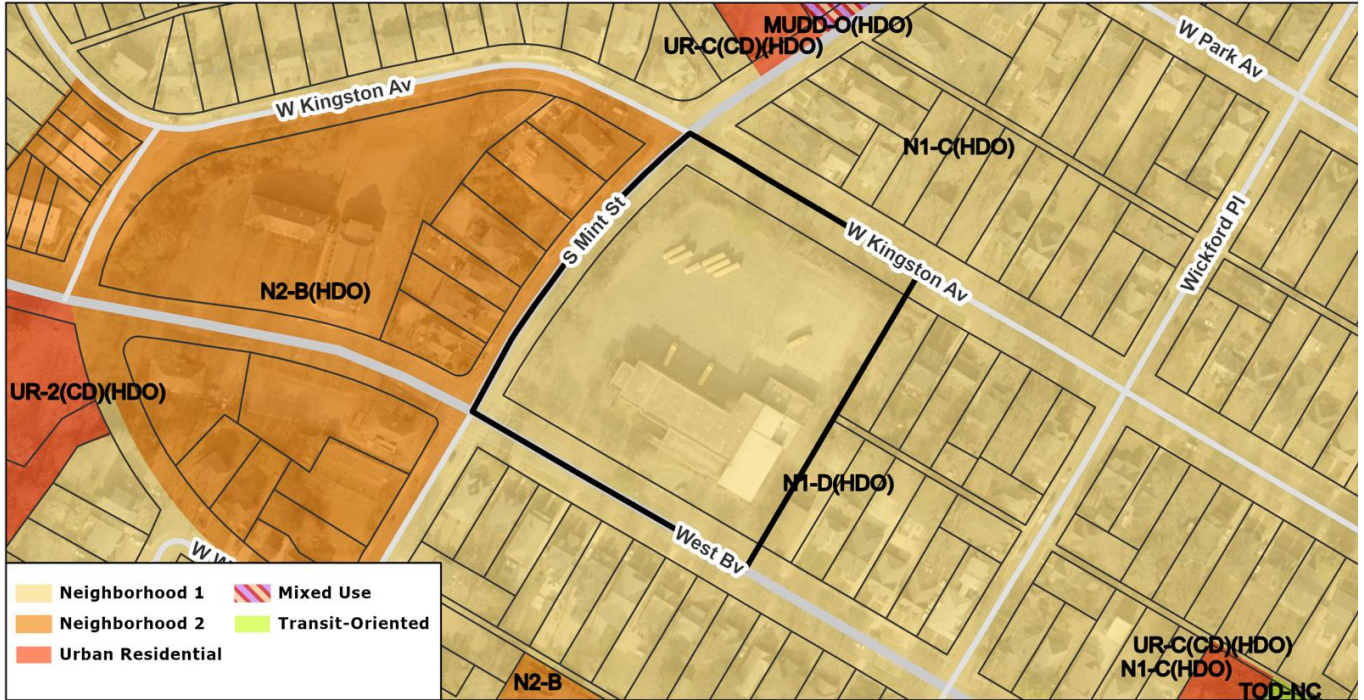 MUDD-O(HDO)
UR-C(CD)(HDO)
W Park Av
W Kingston Av
N1-C(HDO)
S Mint St
W Kingston Av
Wickford Pl
N2-B(HDO)
UR-2(CD)(HDO)
N1-D(HDO)
West Bv
W W
Neighborhood 1
Mixed Use
Neighborhood 2
Transit-Oriented
Urban Residential
UR-C(CD)(HDO)
N1-C(HDO)
N2-B
TOD-NC